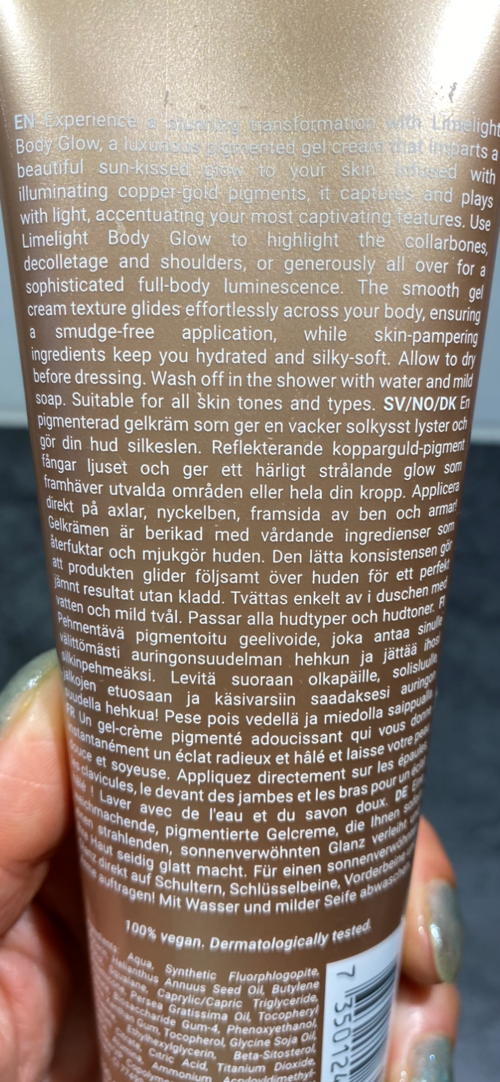 EN Experience a stunning transformation with Limelight
Body Glow, a luxurious pigmented gel cream that imparts a
beautiful sun-kissed glow to your skin. Infused with
illuminating copper-gold pigments, it captures and plays
with light, accentuating your most captivating features. Use
Limelight Body Glow to highlight the collarbones,
decolletage and shoulders, or generously all over for a
sophisticated full-body luminescence. The smooth gel
cream texture glides effortlessly across your body, ensuring
a smudge-free application, while skin-pampering
ingredients keep you hydrated and silky-soft. Allow to dry
before dressing. Wash off in the shower with water and mild
soap. Suitable for all skin tones and types. SV/NO/DK En
pigmenterad gelkräm som ger en vacker solkysst lyster och
gör din hud silkeslen. Reflekterande kopparguld-pigment
fångar ljuset och ger ett härligt strålande glow som
framhäver utvalda områden eller hela din kropp. Applicera
direkt på axlar, nyckelben, framsida av ben och armar!
Gelkrämen är berikad med vårdande ingredienser som
återfuktar och mjukgör huden. Den lätta konsistensen gör
att produkten glider följsamt över huden för ett perfekt
jämnt resultat utan kladd. Tvättas enkelt av i duschen med
vatten och mild tvål. Passar alla hudtyper och hudtoner. FI
Pehmentävä pigmentoitu geelivoide, joka antaa sinulle
välittömästi auringonsuudelman hehkun ja jättää ihosi
silkinpehmeäksi. Levitä suoraan olkapäille, solisluulle,
jalkojen etuosaan ja käsivarsiin saadaksesi auringon
suudella hehkua! Pese pois vedellä ja miedolla saippualla.
FR Un gel-crème pigmenté adoucissant qui vous donne
instantanément un éclat radieux et hâlé et laisse votre peau
douce et soyeuse. Appliquez directement sur les épaules,
les clavicules, le devant des jambes et les bras pour un éclat
hâlé ! Laver avec de l'eau et du savon doux. DE Eine
pigmentierte Gelcreme, die Ihnen
strahlenden, sonnenverwöhnten Glanz verleiht
Haut seidig glatt macht. Für einen sonnenverwöhnten
Glanz direkt auf Schultern, Schlüsselbeine, Vorderbeine
auftragen! Mit Wasser und milder Seife abwaschen.
100% vegan. Dermatologically tested.
Aqua, Synthetic Fluorphlogopite,
Helianthus Annuus Seed Oil, Butylene
Caprylic/Capric Triglyceride,
Persea Gratissima Oil, Tocopheryl
Biosaccharide Gum-4, Phenoxyethanol,
Gum, Tocopherol, Glycine Soja Oil,
Ethylhexylglycerin, Beta-Sitosterol,
Citric Acid, Titanium Dioxide,
Ammonium
7 350124